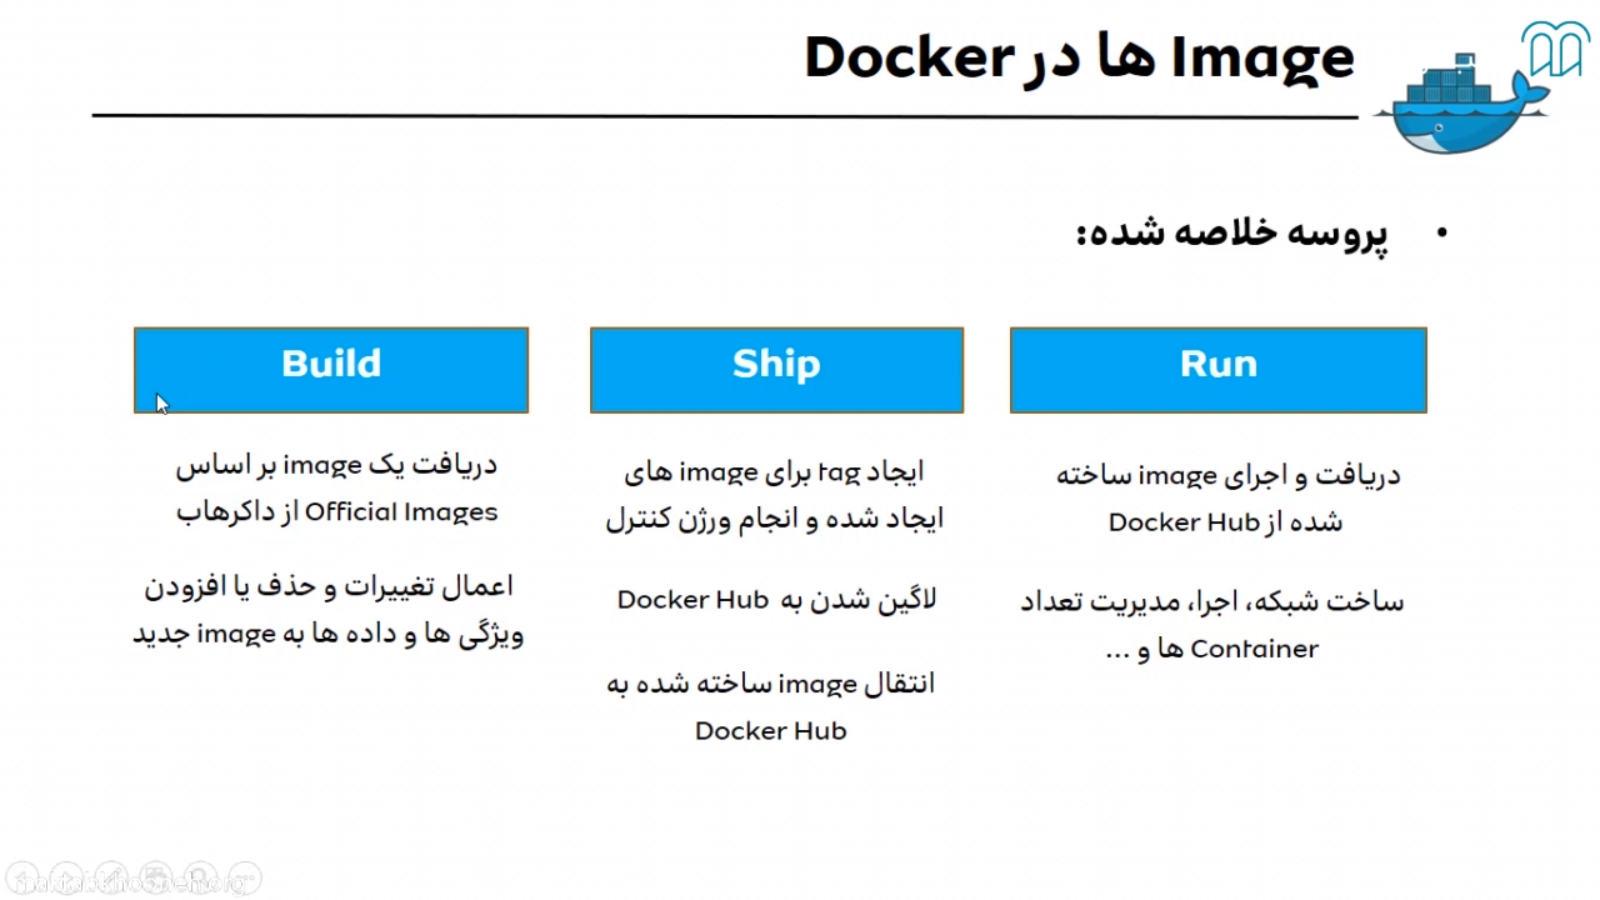 Image ها در Docker
• پروسه خلاصه شده:
Build
دریافت یک image بر اساس
Official Images از داکرهاب
اعمال تغییرات و حذف یا افزودن
ویژگی ها و داده ها به image جدید
Ship
ایجاد tag برای image های
ایجاد شده و انجام ورژن کنترل
لاگین شدن به Docker Hub
انتقال image ساخته شده به
Docker Hub
Run
دریافت و اجرای image ساخته
شده از Docker Hub
ساخت شبکه، اجرا، مدیریت تعداد
Container ها و ...
maktabkhooneh.org